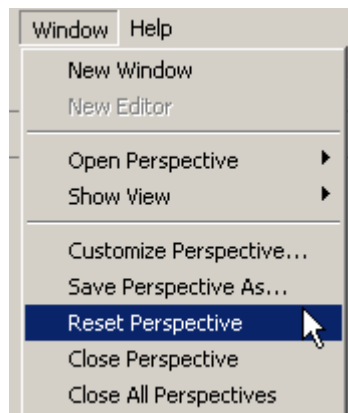 Window Help
New Window
New Editor
Open Perspective
Show View
Customize Perspective...
Save Perspective As...
Reset Perspective
Close Perspective
Close All Perspectives